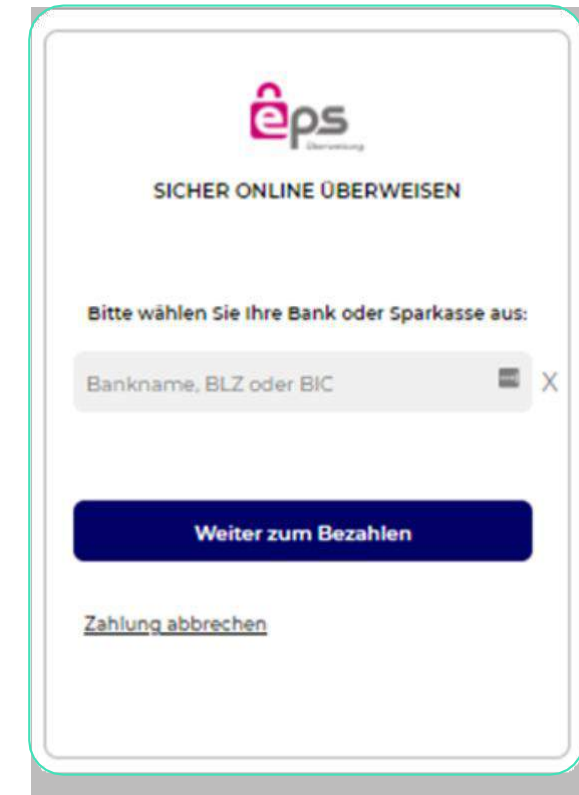 eps
Überweisung
SICHER ONLINE ÜBERWEISEN
Bitte wählen Sie Ihre Bank oder Sparkasse aus:
Bankname, BLZ oder BIC
X
Weiter zum Bezahlen
Zahlung abbrechen